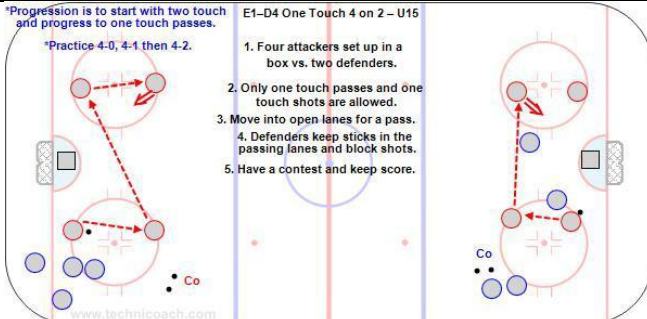 *Progression is to start with two touch
and progress to one touch passes.
*Practice 4-0, 4-1 then 4-2.
E1–D4 One Touch 4 on 2 – U15
1. Four attackers set up in a
box vs. two defenders.
2. Only one touch passes and one
touch shots are allowed.
3. Move into open lanes for a pass.
4. Defenders keep sticks in the
passing lanes and block shots.
5. Have a contest and keep score.
Co
Co
www.technicoach.com